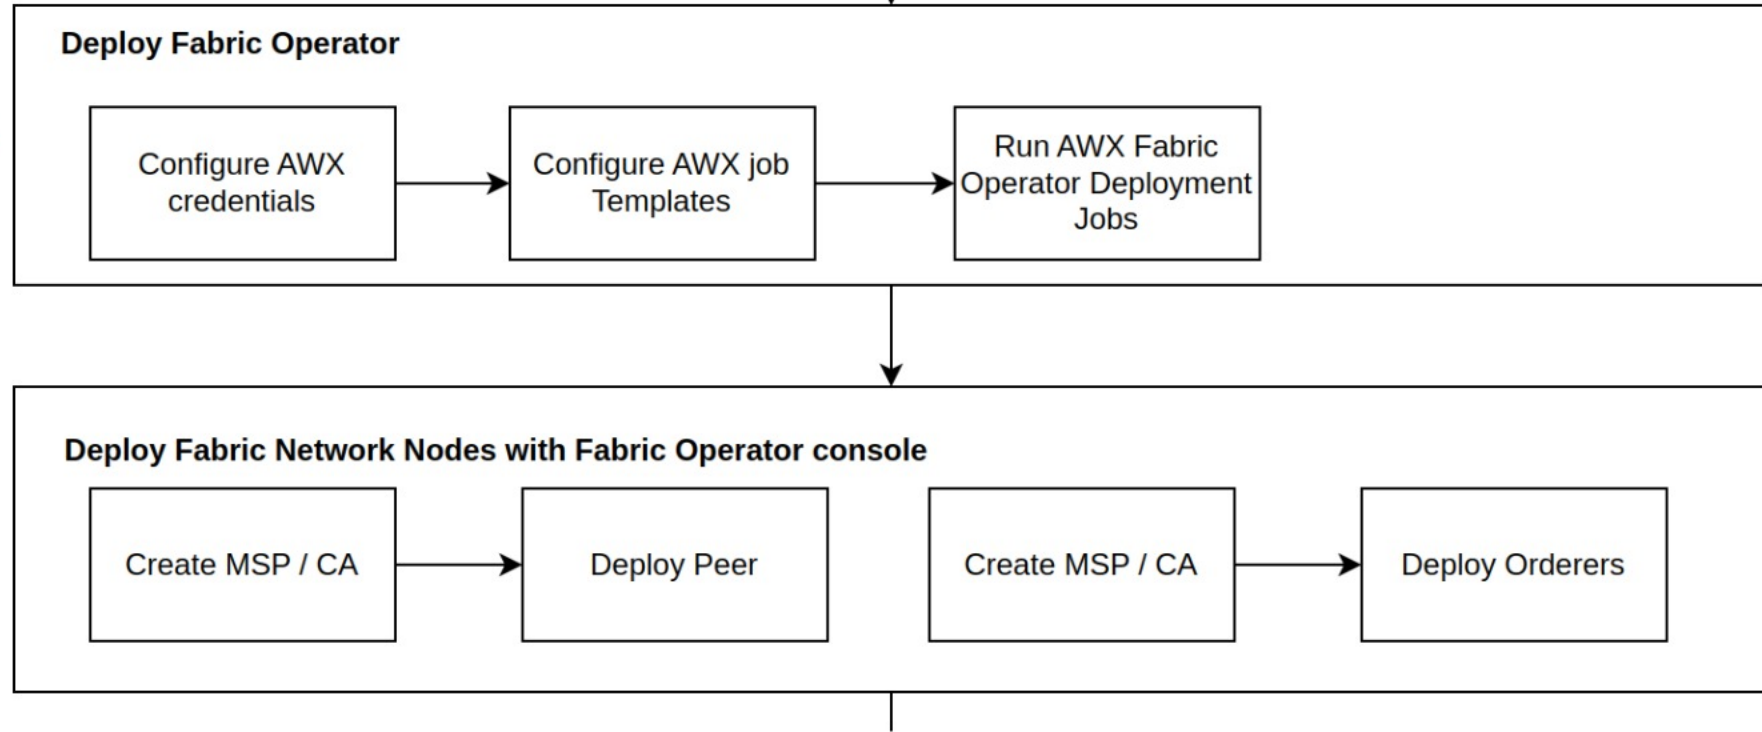 Deploy Fabric Operator
Configure AWX
credentials
Configure AWX job
Templates
Run AWX Fabric
Operator Deployment
Jobs
Deploy Fabric Network Nodes with Fabric Operator console
Create MSP / CA
Deploy Peer
Create MSP / CA
Deploy Orderers